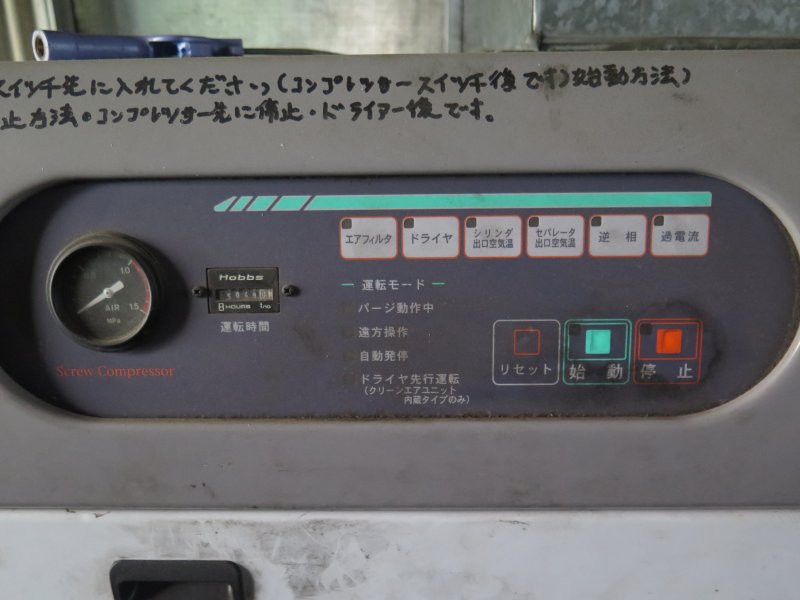 スイッチ先に入れてください(コンプレッサースイッチ後です)始動方法)
止方法・コンプレッサー先に停止・ドライアー後です。
エアフィルタ
ドライヤ
シリンダ
出口空気温
セパレータ
出口空気温
逆 相
過電流
1.0
AIR
1.5
MPa
Hobbs
HOURS 1/10
運転時間
Screw Compressor
運転モード
パージ動作中
遠方操作
自動発停
ドライヤ先行運転
(クリーンエアユニット
内蔵タイプのみ)
リセット
始 動
停 止